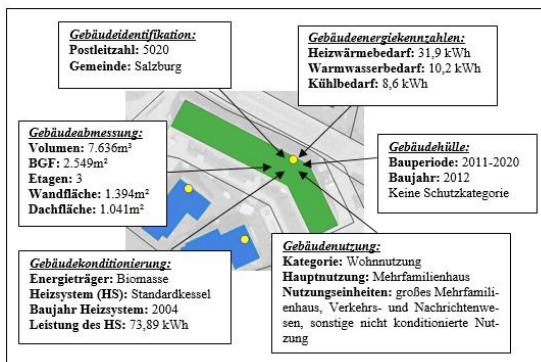 Gebäudeidentifikation:
Postleitzahl: 5020
Gemeinde: Salzburg
Gebäudeenergiekennzahlen:
Heizwärmebedarf: 31,9 kWh
Warmwasserbedarf: 10,2 kWh
Kühlbedarf: 8,6 kWh
Gebäudeabmessung:
Volumen: 7.636m³
BGF: 2.549m²
Etagen: 3
Wandfläche: 1.394m²
Dachfläche: 1.041m²
Gebäudehülle:
Bauperiode: 2011-2020
Baujahr: 2012
Keine Schutzkategorie
Gebäudekonditionierung:
Energieträger: Biomasse
Heizsystem (HS): Standardkessel
Baujahr Heizsystem: 2004
Leistung des HS: 73,89 kWh
Gebäudenutzung:
Kategorie: Wohnnutzung
Hauptnutzung: Mehrfamilienhaus
Nutzungseinheiten: großes Mehrfamili-
enhaus, Verkehrs- und Nachrichtenwe-
sen, sonstige nicht konditionierte Nut-
zung